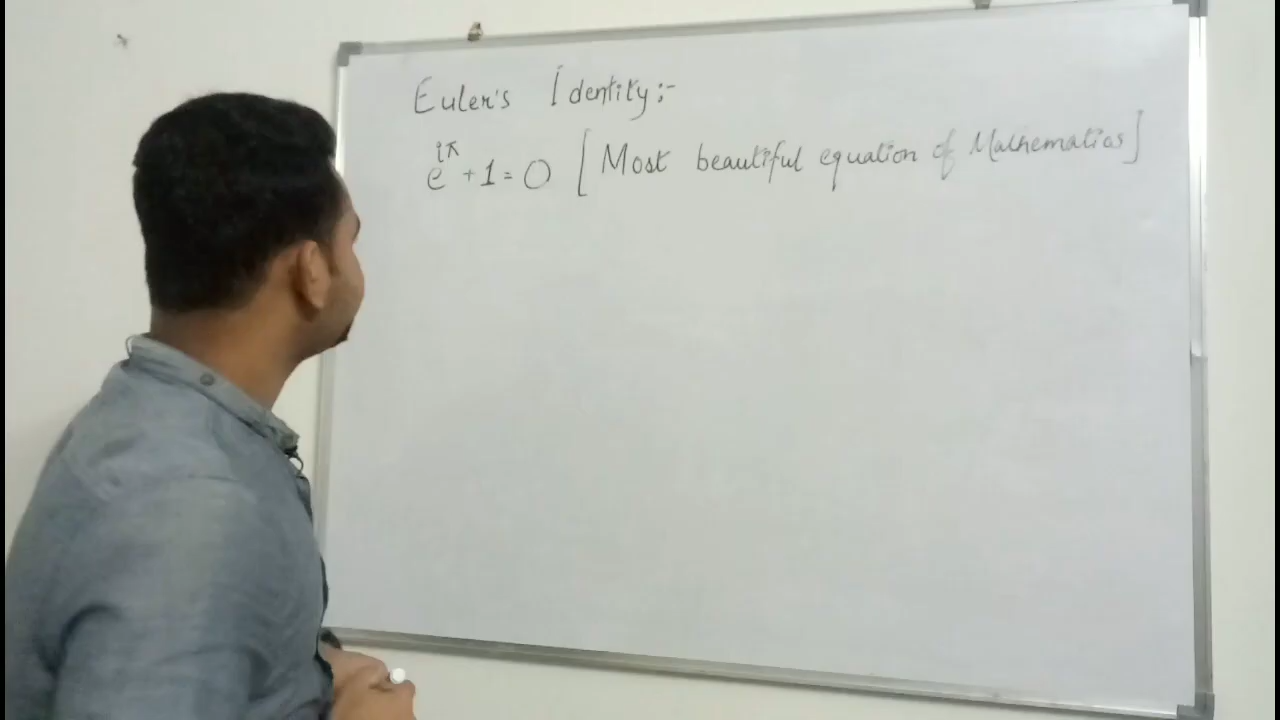 Euler's Identity:-
e^{iπ} + 1 = 0 [Most beautiful equation of Mathematics]